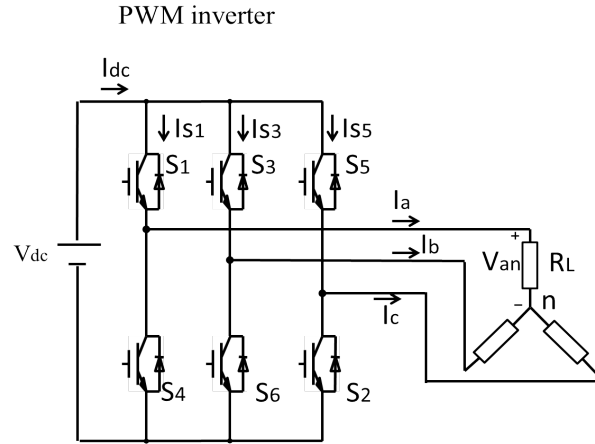 PWM inverter
Idc
Is1 Is3 Is5
S1 S3 S5
Ia
+
Vdc Ib Van RL
− n
Ic
S4 S6 S2